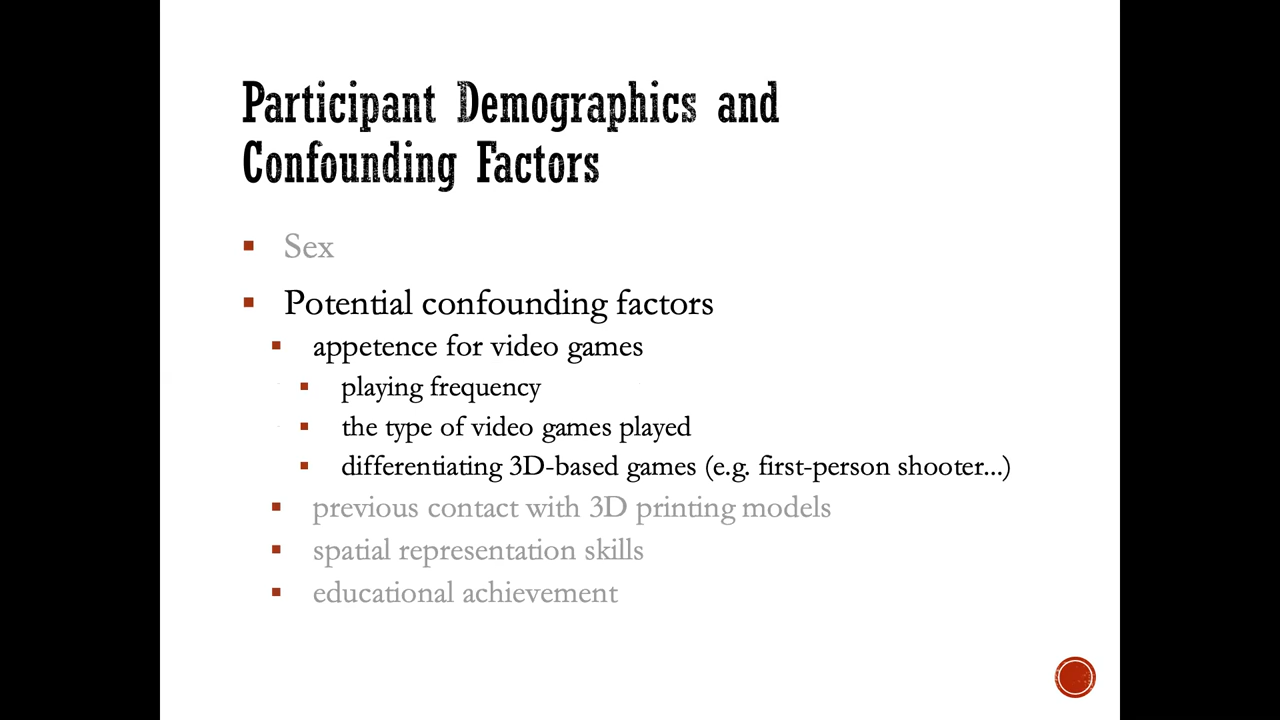 Participant Demographics and
Confounding Factors
Sex
Potential confounding factors
appetence for video games
playing frequency
the type of video games played
differentiating 3D-based games (e.g. first-person shooter...)
previous contact with 3D printing models
spatial representation skills
educational achievement